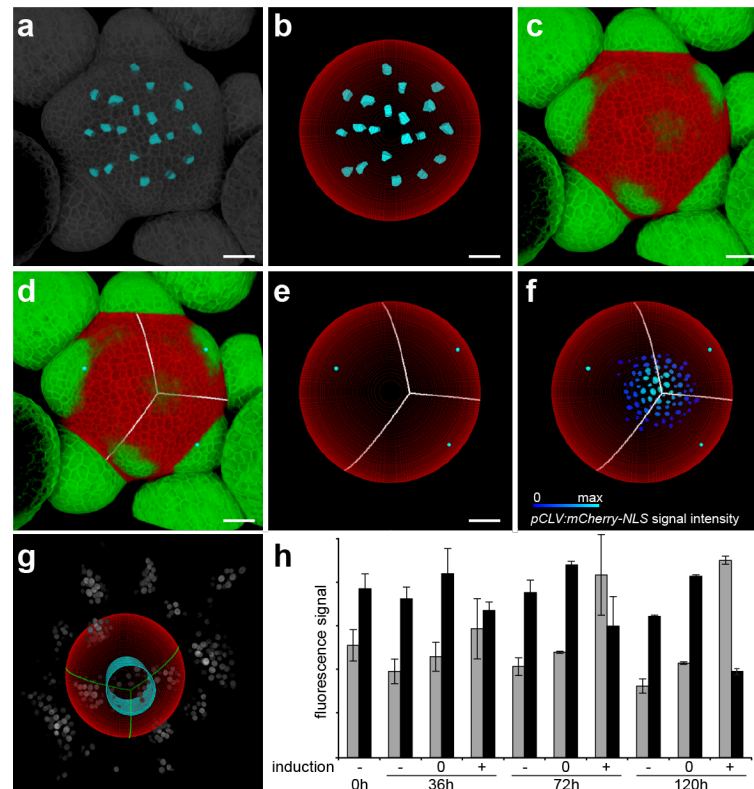 a
b
c
d
e
f
0 max
pCLV:mCherry-NLS signal intensity
g
h
fluorescence signal
induction - - 0 + - 0 + - 0 +
0h 36h 72h 120h